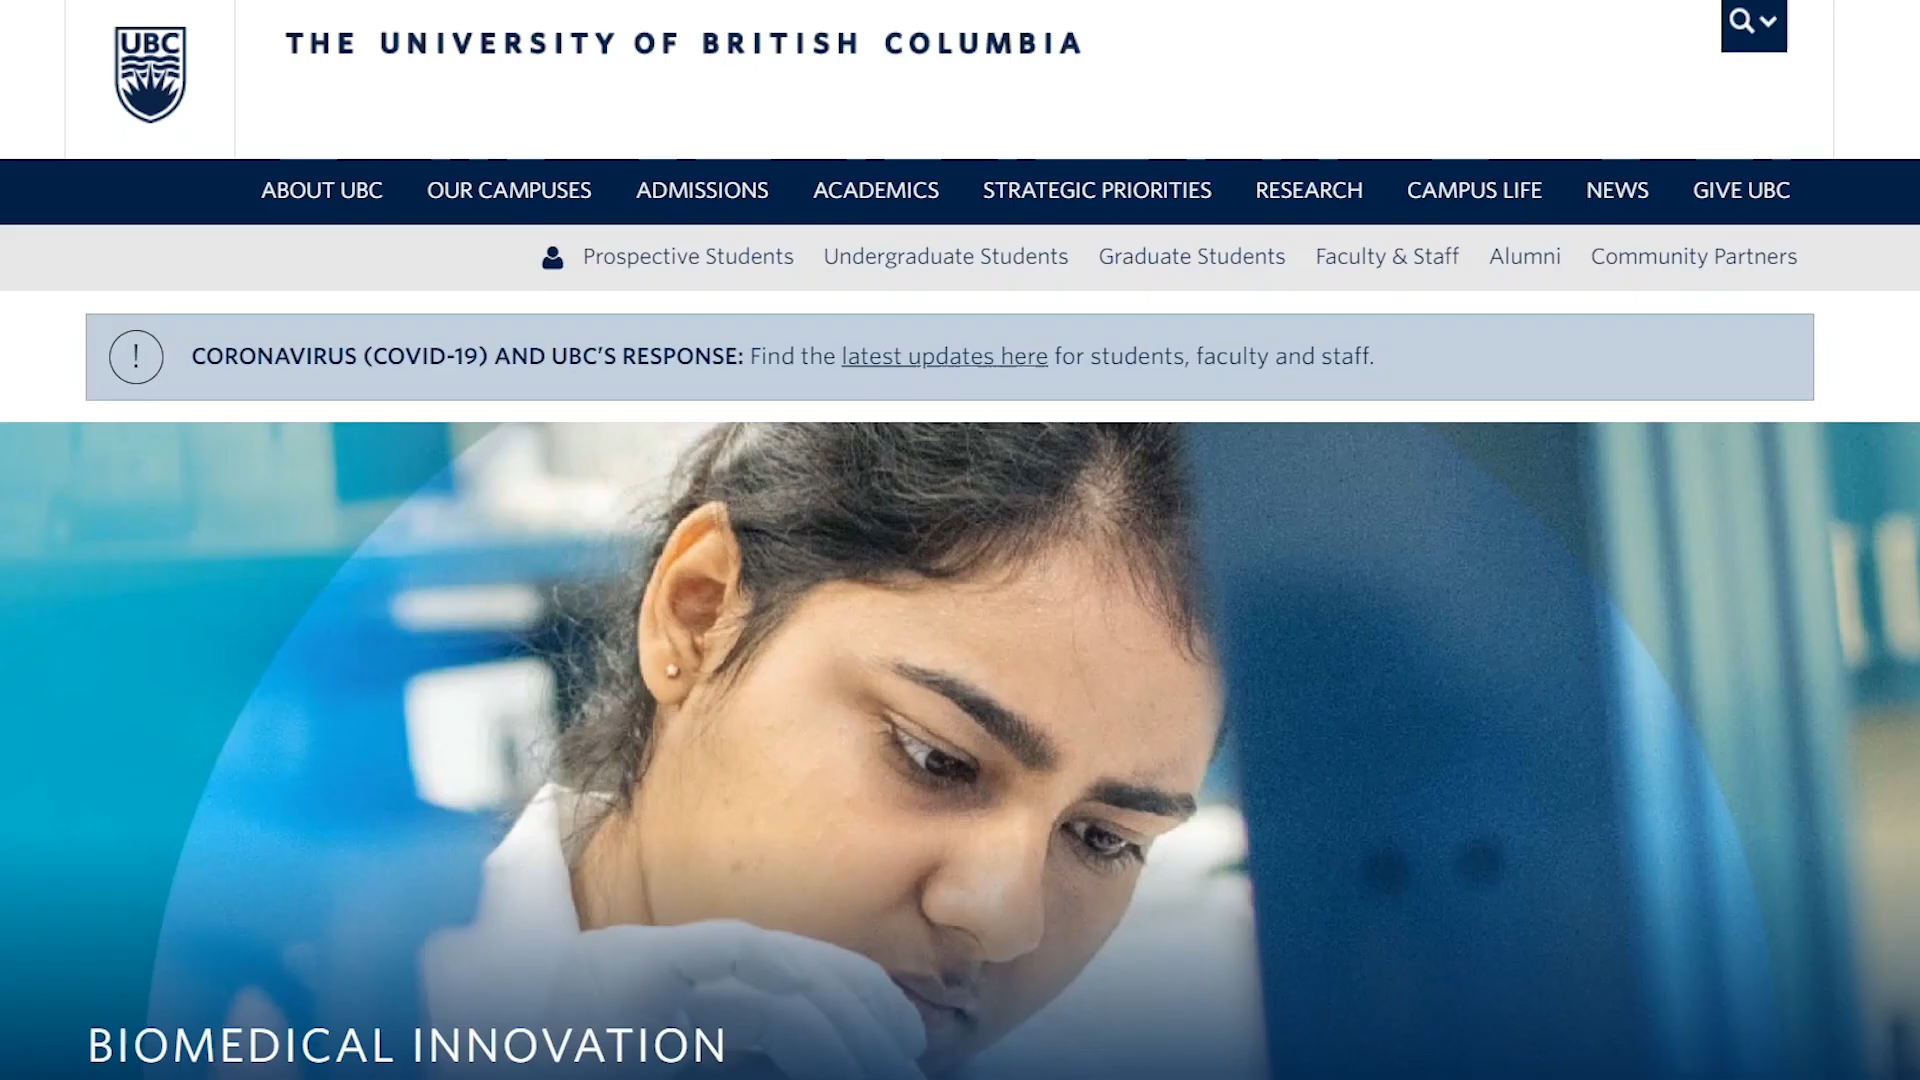 UBC
THE UNIVERSITY OF BRITISH COLUMBIA
ABOUT UBC OUR CAMPUSES ADMISSIONS ACADEMICS STRATEGIC PRIORITIES RESEARCH CAMPUS LIFE NEWS GIVE UBC
Prospective Students Undergraduate Students Graduate Students Faculty & Staff Alumni Community Partners
! CORONAVIRUS (COVID-19) AND UBC’S RESPONSE: Find the latest updates here for students, faculty and staff.
BIOMEDICAL INNOVATION